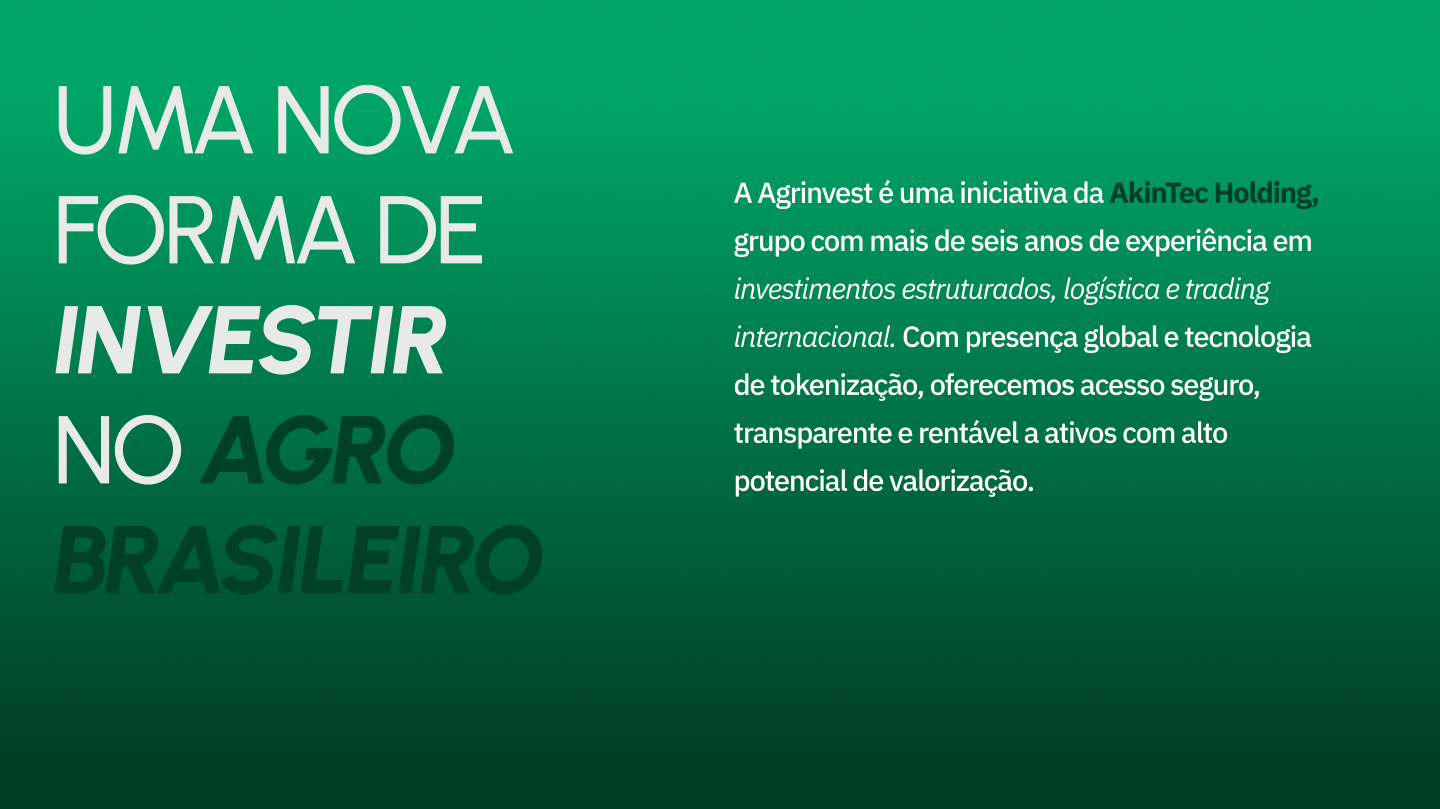 UMA NOVA
FORMA DE
INVESTIR
NO AGRO
BRASILEIRO
A Agrinvest é uma iniciativa da AkinTec Holding,
grupo com mais de seis anos de experiência em
investimentos estruturados, logística e trading
internacional. Com presença global e tecnologia
de tokenização, oferecemos acesso seguro,
transparente e rentável a ativos com alto
potencial de valorização.